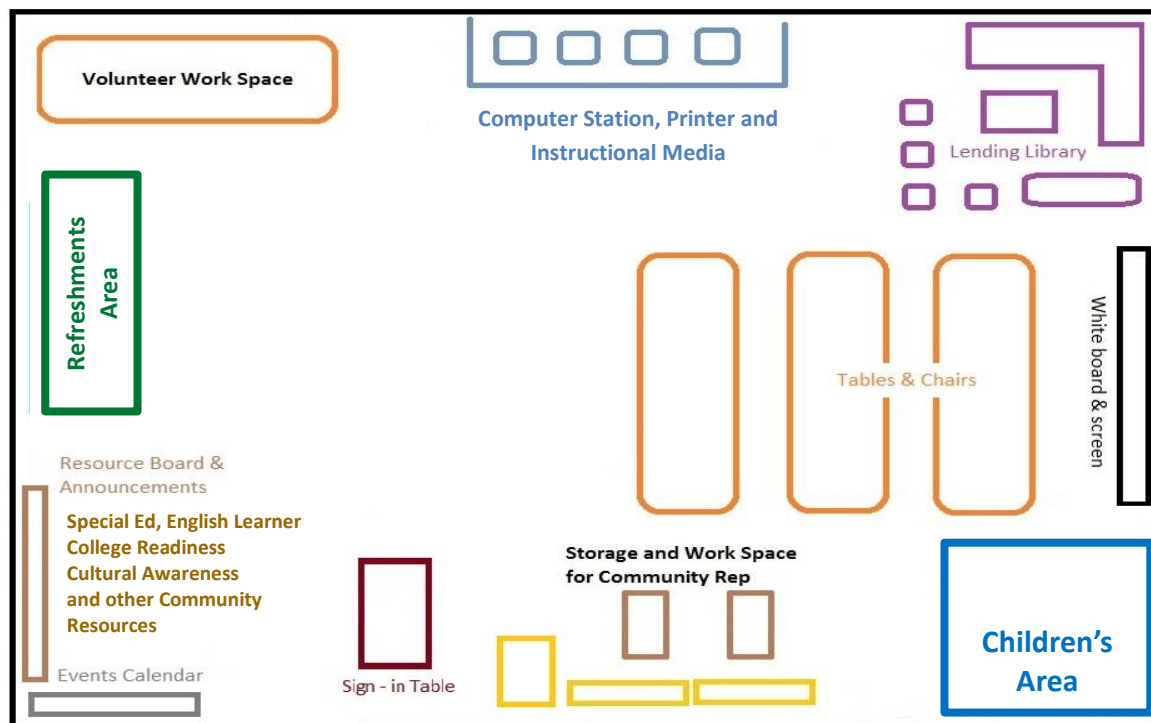 Volunteer Work Space
Computer Station, Printer and
Instructional Media
Lending Library
Refreshments
Area
Tables & Chairs
White board & screen
Resource Board &
Announcements
Special Ed, English Learner
College Readiness
Cultural Awareness
and other Community
Resources
Storage and Work Space
for Community Rep
Children's
Area
Events Calendar
Sign - in Table